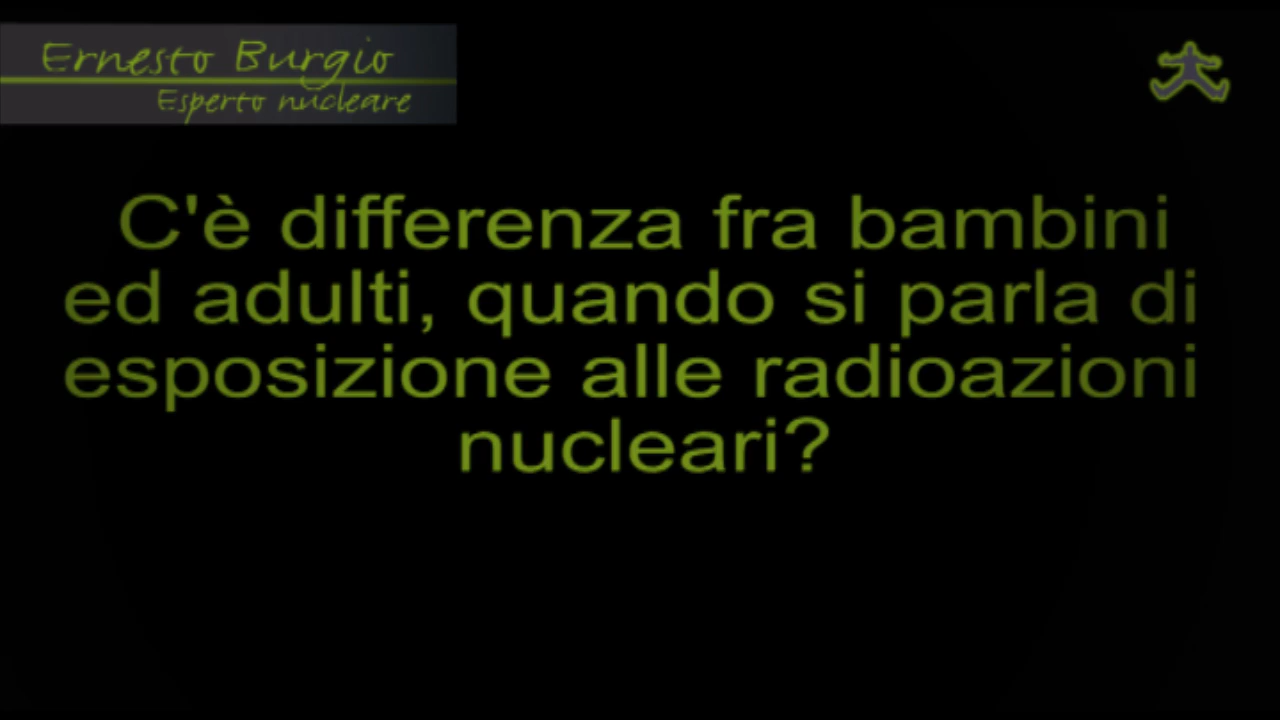 Ernesto Burgio
Esperto nucleare
C'è differenza fra bambini
ed adulti, quando si parla di
esposizione alle radioazioni
nucleari?